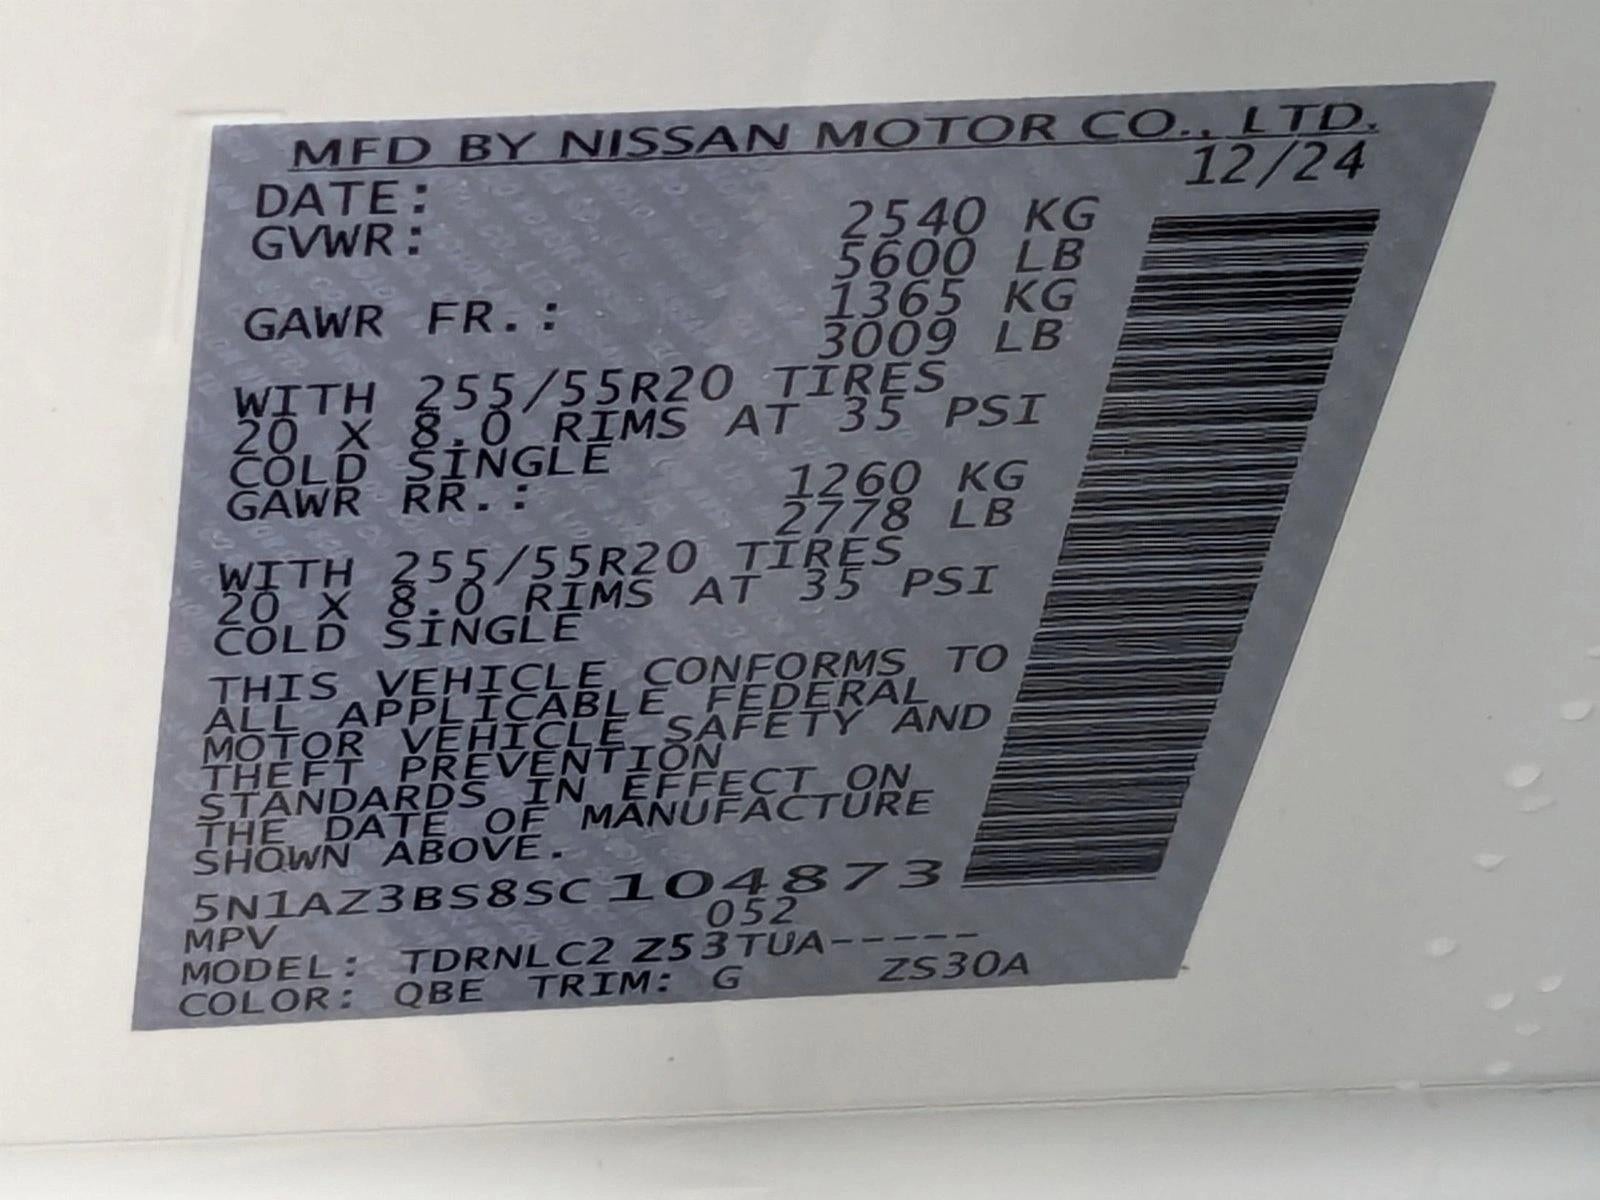 MFD BY NISSAN MOTOR CO., LTD.
DATE: 12/24
GVWR: 2540 KG
5600 LB
GAWR FR.: 1365 KG
3009 LB
WITH 255/55R20 TIRES
20 X 8.0 RIMS AT 35 PSI
COLD SINGLE
GAWR RR.: 1260 KG
2778 LB
WITH 255/55R20 TIRES
20 X 8.0 RIMS AT 35 PSI
COLD SINGLE
THIS VEHICLE CONFORMS TO
ALL APPLICABLE FEDERAL
MOTOR VEHICLE SAFETY AND
THEFT PREVENTION
STANDARDS IN EFFECT ON
THE DATE OF MANUFACTURE
SHOWN ABOVE.
5N1AZ3BS8SC104873
MPV 052
MODEL: TDRNLC2 Z53TUA-----
COLOR: QBE TRIM: G ZS30A